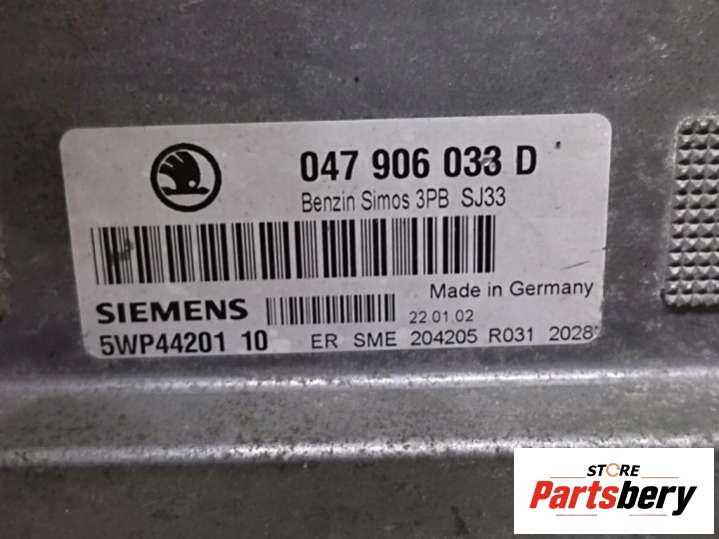 047 906 033 D
Benzin Simos 3PB SJ33
Made in Germany
SIEMENS
22.01.02
5WP44201 10 ER SME 204205 R031 2028
STORE
Partsbery